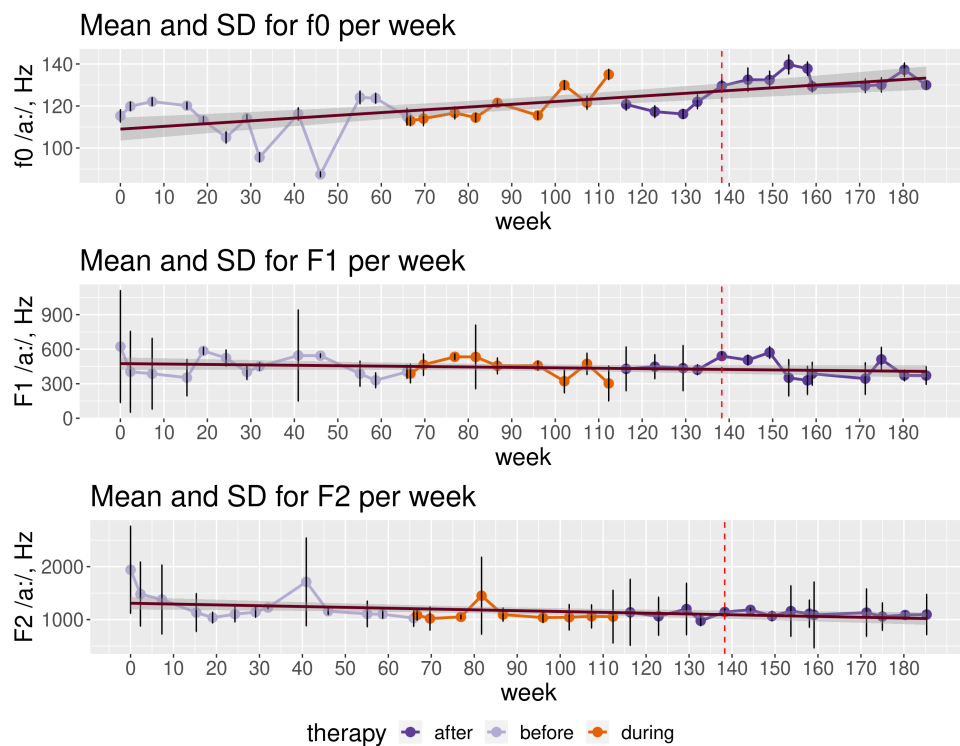 Mean and SD for f0 per week
f0 /a:/, Hz
140
120
100
0 10 20 30 40 50 60 70 80 90 100 110 120 130 140 150 160 170 180
week
Mean and SD for F1 per week
F1 /a:/, Hz
900
600
300
0
0 10 20 30 40 50 60 70 80 90 100 110 120 130 140 150 160 170 180
week
Mean and SD for F2 per week
F2 /a:/, Hz
2000
1000
0 10 20 30 40 50 60 70 80 90 100 110 120 130 140 150 160 170 180
week
therapy after before during